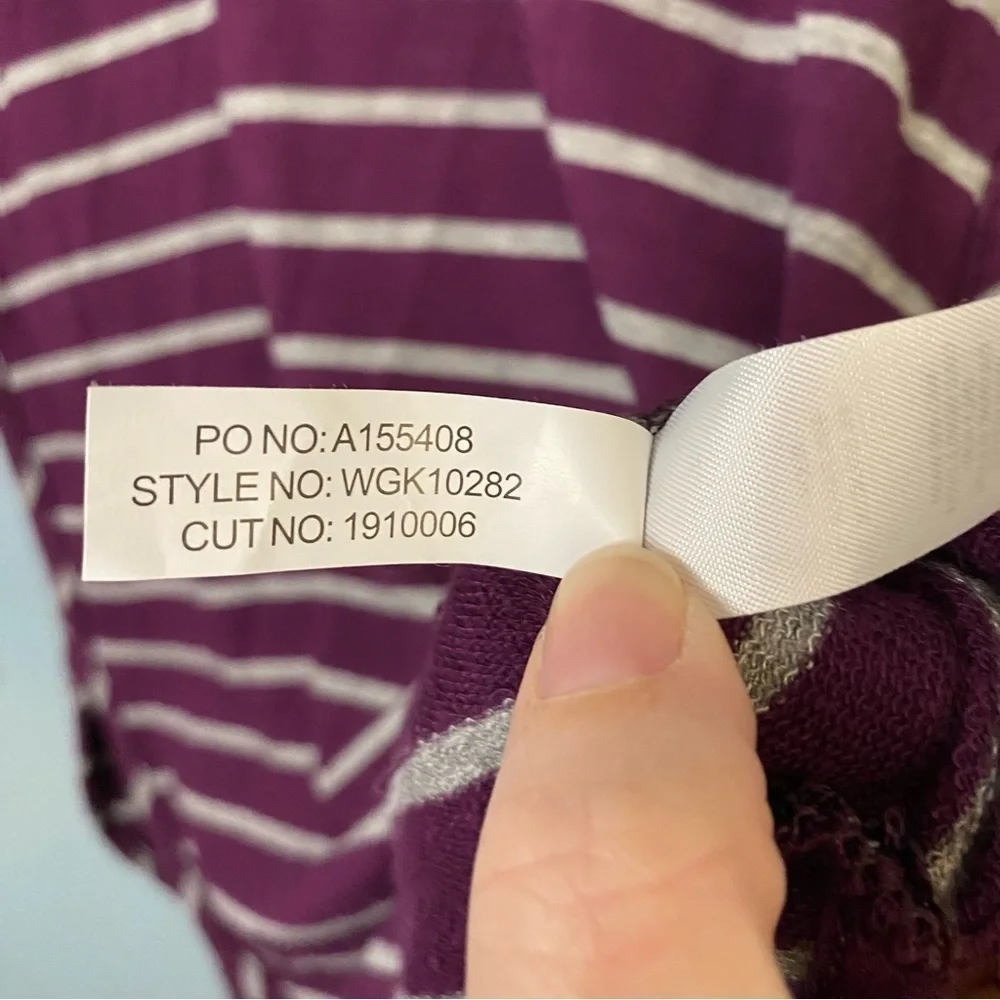 PO NO: A155408
STYLE NO: WGK10282
CUT NO: 1910006